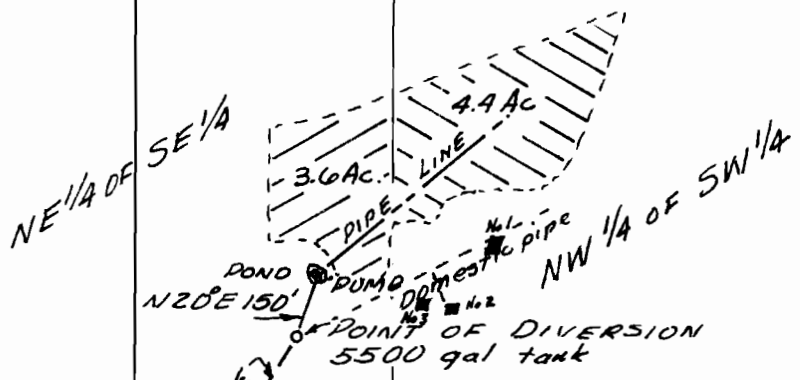 4.4 Ac
NE 1/4 OF SE 1/4
3.6 Ac.
PIPE LINE
NW 1/4 OF SW 1/4
No 1
Domestic pipe
POND
PUMP
No 2
No 3
N20°E 150'
POINT OF DIVERSION
5500 gal tank